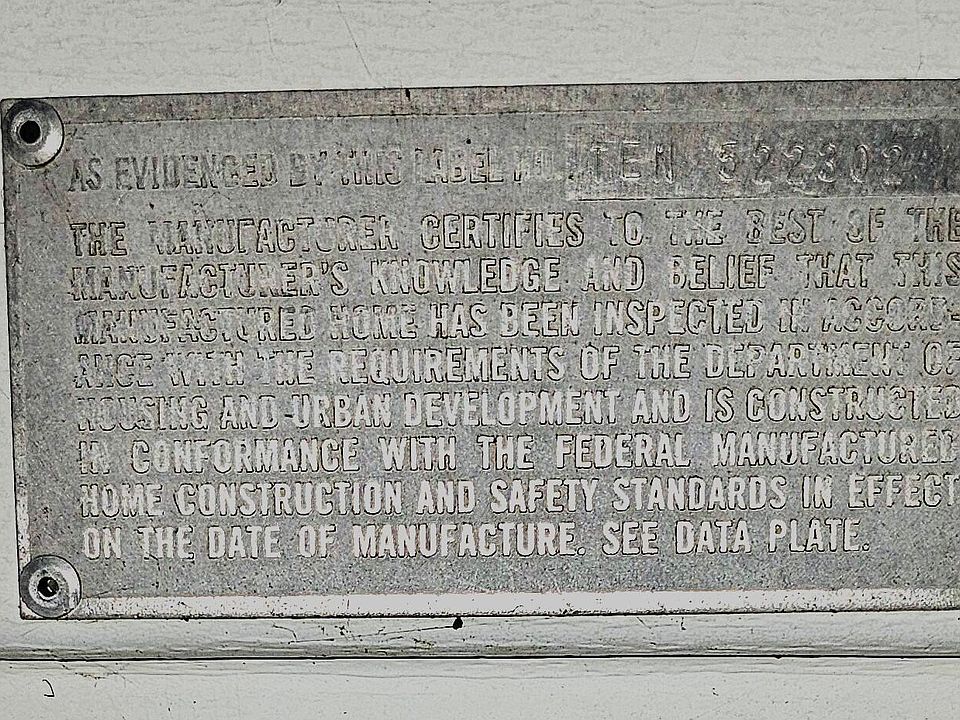 AS EVIDENCED BY THIS LABEL NO. TEN 522302
THE MANUFACTURER CERTIFIES TO THE BEST OF THE
MANUFACTURER'S KNOWLEDGE AND BELIEF THAT THIS
MANUFACTURED HOME HAS BEEN INSPECTED IN ACCORD-
ANCE WITH THE REQUIREMENTS OF THE DEPARTMENT OF
HOUSING AND URBAN DEVELOPMENT AND IS CONSTRUCTED
IN CONFORMANCE WITH THE FEDERAL MANUFACTURED
HOME CONSTRUCTION AND SAFETY STANDARDS IN EFFECT
ON THE DATE OF MANUFACTURE. SEE DATA PLATE.